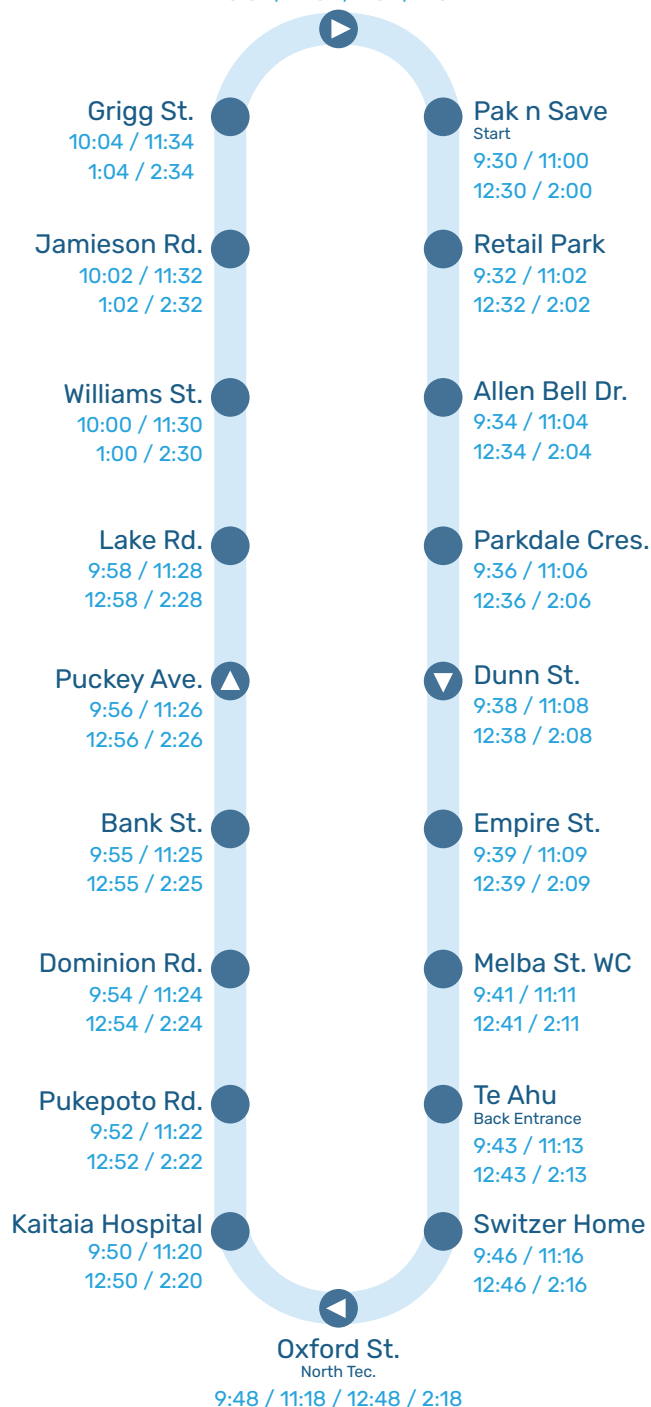 Grigg St.
10:04 / 11:34
1:04 / 2:34
Jamieson Rd.
10:02 / 11:32
1:02 / 2:32
Williams St.
10:00 / 11:30
1:00 / 2:30
Lake Rd.
9:58 / 11:28
12:58 / 2:28
Puckey Ave.
9:56 / 11:26
12:56 / 2:26
Bank St.
9:55 / 11:25
12:55 / 2:25
Dominion Rd.
9:54 / 11:24
12:54 / 2:24
Pukepoto Rd.
9:52 / 11:22
12:52 / 2:22
Kaitaia Hospital
9:50 / 11:20
12:50 / 2:20
Pak n Save
Start
9:30 / 11:00
12:30 / 2:00
Retail Park
9:32 / 11:02
12:32 / 2:02
Allen Bell Dr.
9:34 / 11:04
12:34 / 2:04
Parkdale Cres.
9:36 / 11:06
12:36 / 2:06
Dunn St.
9:38 / 11:08
12:38 / 2:08
Empire St.
9:39 / 11:09
12:39 / 2:09
Melba St. WC
9:41 / 11:11
12:41 / 2:11
Te Ahu
Back Entrance
9:43 / 11:13
12:43 / 2:13
Switzer Home
9:46 / 11:16
12:46 / 2:16
Oxford St.
North Tec.
9:48 / 11:18 / 12:48 / 2:18